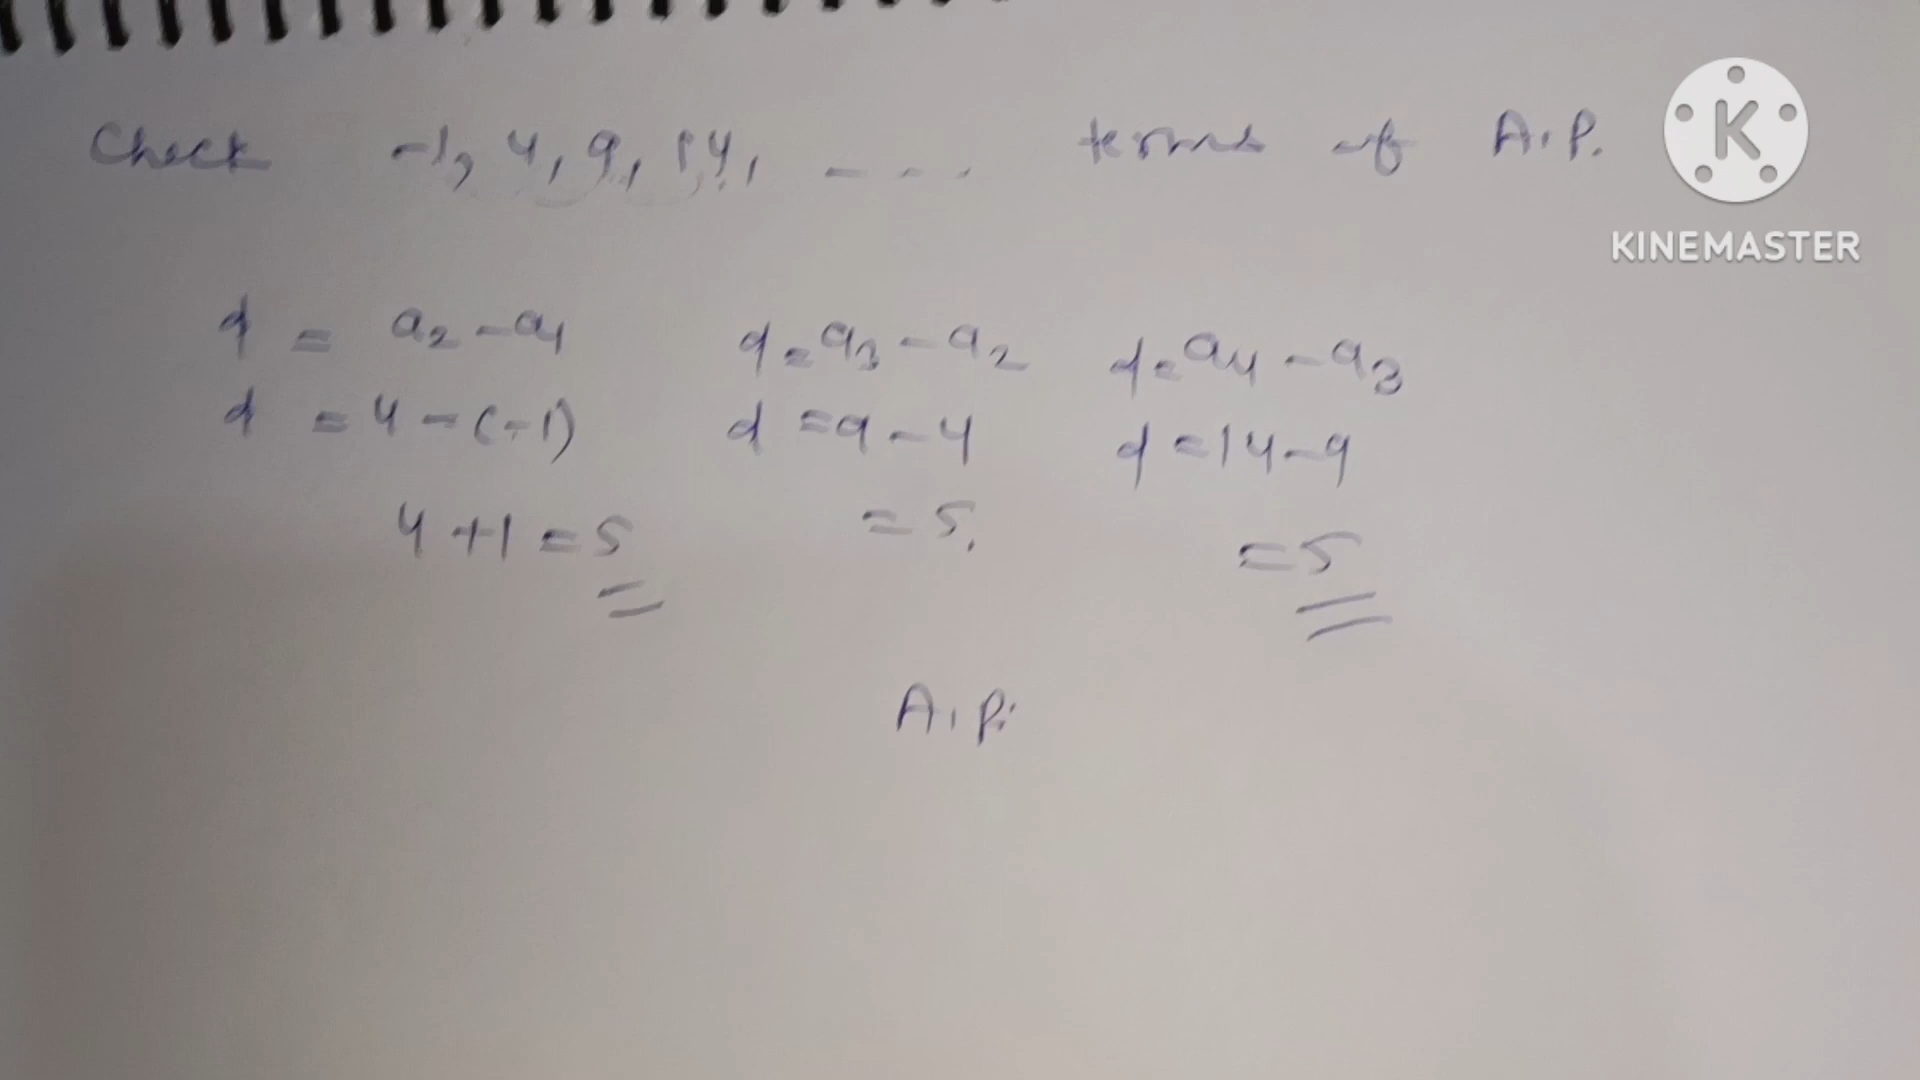 Check -1, 4, 9, 14, - - - terms of A.P.
K
KINEMASTER
d = a2 - a1 d = a3 - a2 d = a4 - a3
d = 4 - (-1) d = 9 - 4 d = 14 - 9
4 + 1 = 5 = 5. = 5
A.P.